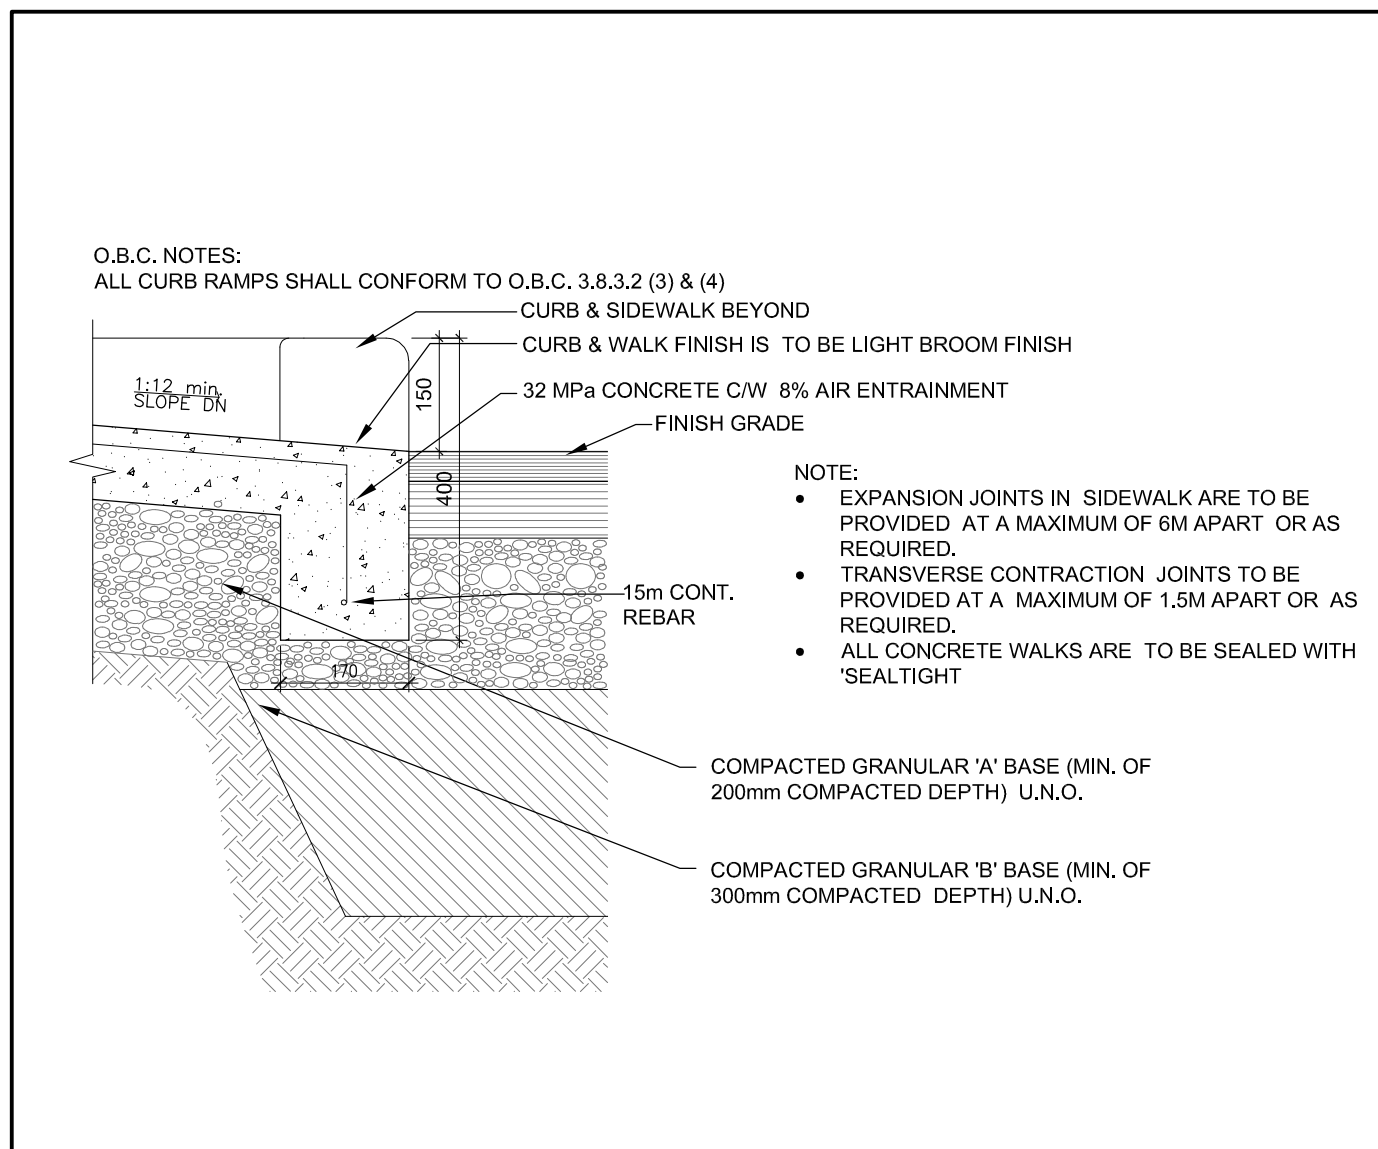 O.B.C. NOTES:
ALL CURB RAMPS SHALL CONFORM TO O.B.C. 3.8.3.2 (3) & (4)
CURB & SIDEWALK BEYOND
CURB & WALK FINISH IS TO BE LIGHT BROOM FINISH
1:12 min.
SLOPE DN
150
32 MPa CONCRETE C/W 8% AIR ENTRAINMENT
FINISH GRADE
400
NOTE:
• EXPANSION JOINTS IN SIDEWALK ARE TO BE
PROVIDED AT A MAXIMUM OF 6M APART OR AS
REQUIRED.
• TRANSVERSE CONTRACTION JOINTS TO BE
PROVIDED AT A MAXIMUM OF 1.5M APART OR AS
REQUIRED.
• ALL CONCRETE WALKS ARE TO BE SEALED WITH
'SEALTIGHT
15m CONT.
REBAR
170
COMPACTED GRANULAR 'A' BASE (MIN. OF
200mm COMPACTED DEPTH) U.N.O.
COMPACTED GRANULAR 'B' BASE (MIN. OF
300mm COMPACTED DEPTH) U.N.O.